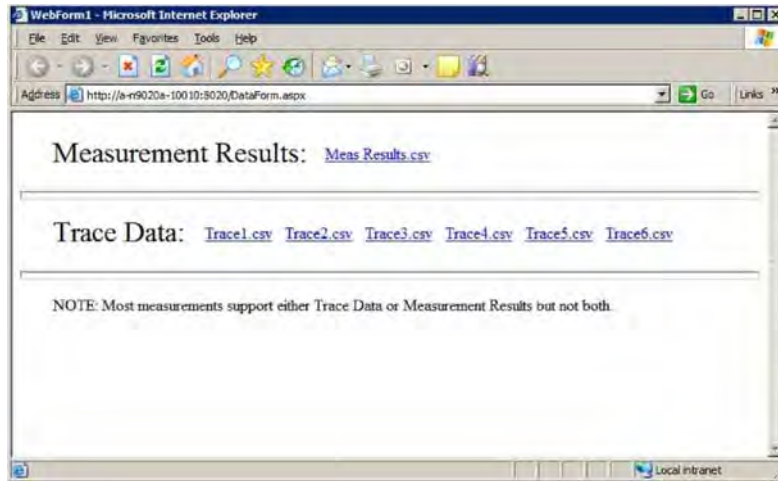 WebForm1 - Microsoft Internet Explorer
File Edit View Favorites Tools Help
Address http://a-n9020a-10010:5020/DataForm.aspx Go Links »
Measurement Results: Meas Results.csv
Trace Data: Trace1.csv Trace2.csv Trace3.csv Trace4.csv Trace5.csv Trace6.csv
NOTE: Most measurements support either Trace Data or Measurement Results but not both.
Local intranet